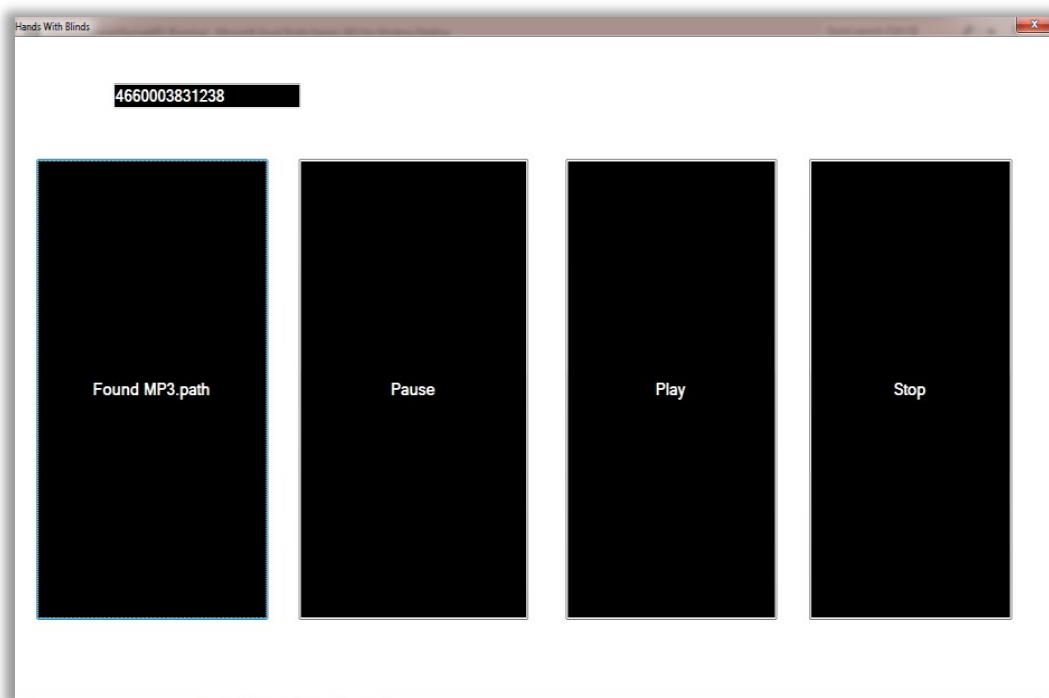 Hands With Blinds
4660003831238
Found MP3.path
Pause
Play
Stop